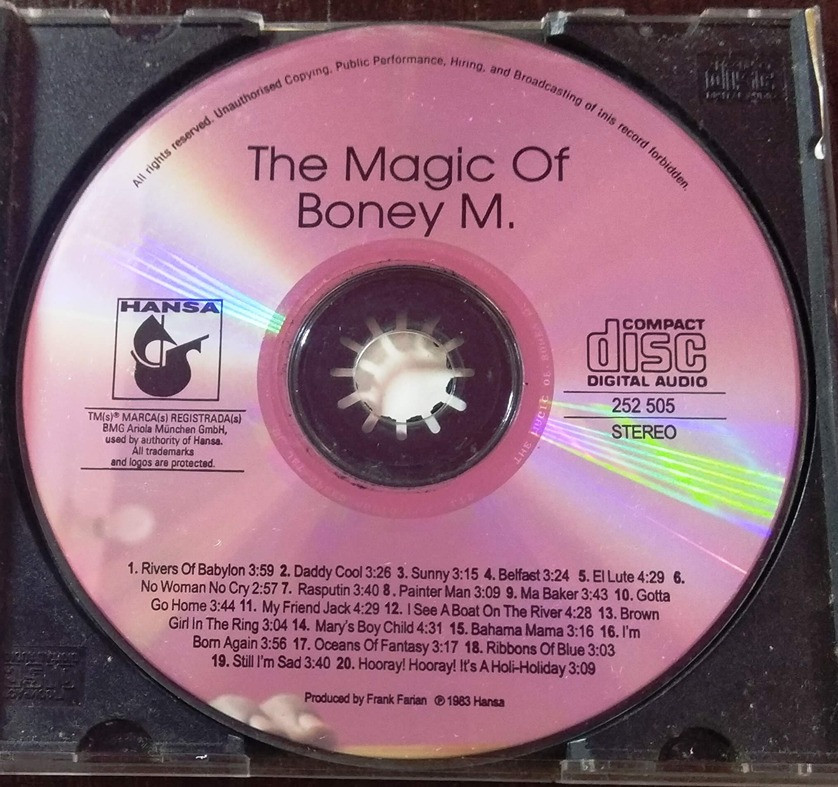 All rights reserved. Unauthorised Copying, Public Performance, Hiring, and Broadcasting of this record forbidden.
The Magic Of
Boney M.
HANSA
TM(s)® MARCA(s) REGISTRADA(s)
BMG Ariola München GmbH,
used by authority of Hansa.
All trademarks
and logos are protected.
COMPACT
disc
DIGITAL AUDIO
252 505
STEREO
1. Rivers Of Babylon 3:59 2. Daddy Cool 3:26 3. Sunny 3:15 4. Belfast 3:24 5. El Lute 4:29 6.
No Woman No Cry 2:57 7. Rasputin 3:40 8. Painter Man 3:09 9. Ma Baker 3:43 10. Gotta
Go Home 3:44 11. My Friend Jack 4:29 12. I See A Boat On The River 4:28 13. Brown
Girl In The Ring 3:04 14. Mary's Boy Child 4:31 15. Bahama Mama 3:16 16. I'm
Born Again 3:56 17. Oceans Of Fantasy 3:17 18. Ribbons Of Blue 3:03
19. Still I'm Sad 3:40 20. Hooray! Hooray! It's A Holi-Holiday 3:09
Produced by Frank Farian ℗ 1983 Hansa